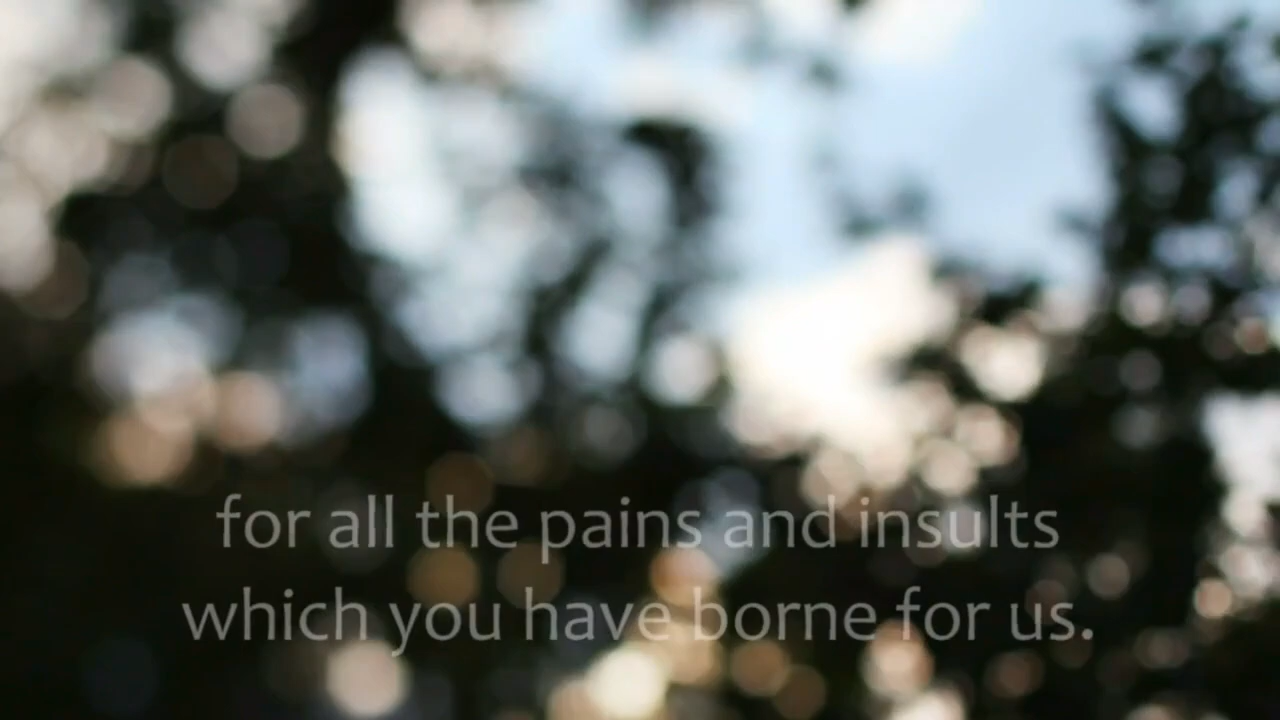 for all the pains and insults
which you have borne for us.